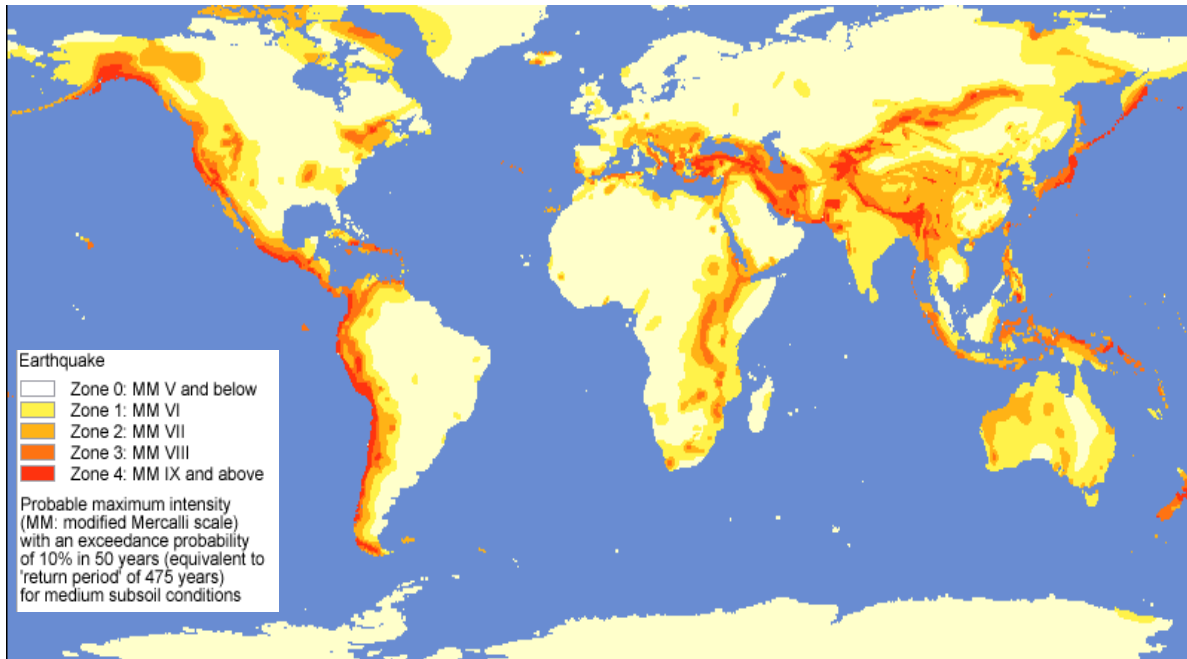 Earthquake
Zone 0: MM V and below
Zone 1: MM VI
Zone 2: MM VII
Zone 3: MM VIII
Zone 4: MM IX and above
Probable maximum intensity
(MM: modified Mercalli scale)
with an exceedance probability
of 10% in 50 years (equivalent to
'return period' of 475 years)
for medium subsoil conditions